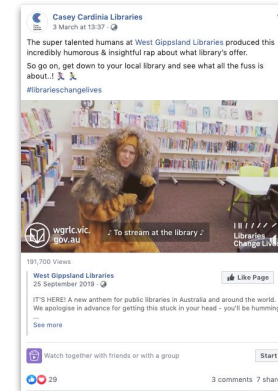 Casey Cardinia Libraries
3 March at 13:37 ·
The super talented humans at West Gippsland Libraries produced this
incredibly humorous & insightful rap about what library's offer.
So go on, get down to your local library and see what all the fuss is
about..!
#librarieschangelives
wgrlc.vic.
gov.au
♪ To stream at the library ♪
Libraries
Change Lives
191,700 Views
West Gippsland Libraries
25 September 2019 ·
Like Page
IT'S HERE! A new anthem for public libraries in Australia and around the world.
We apologise in advance for getting this stuck in your head - you'll be humming
...
See more
Watch together with friends or with a group
Start
29
3 comments 7 shar